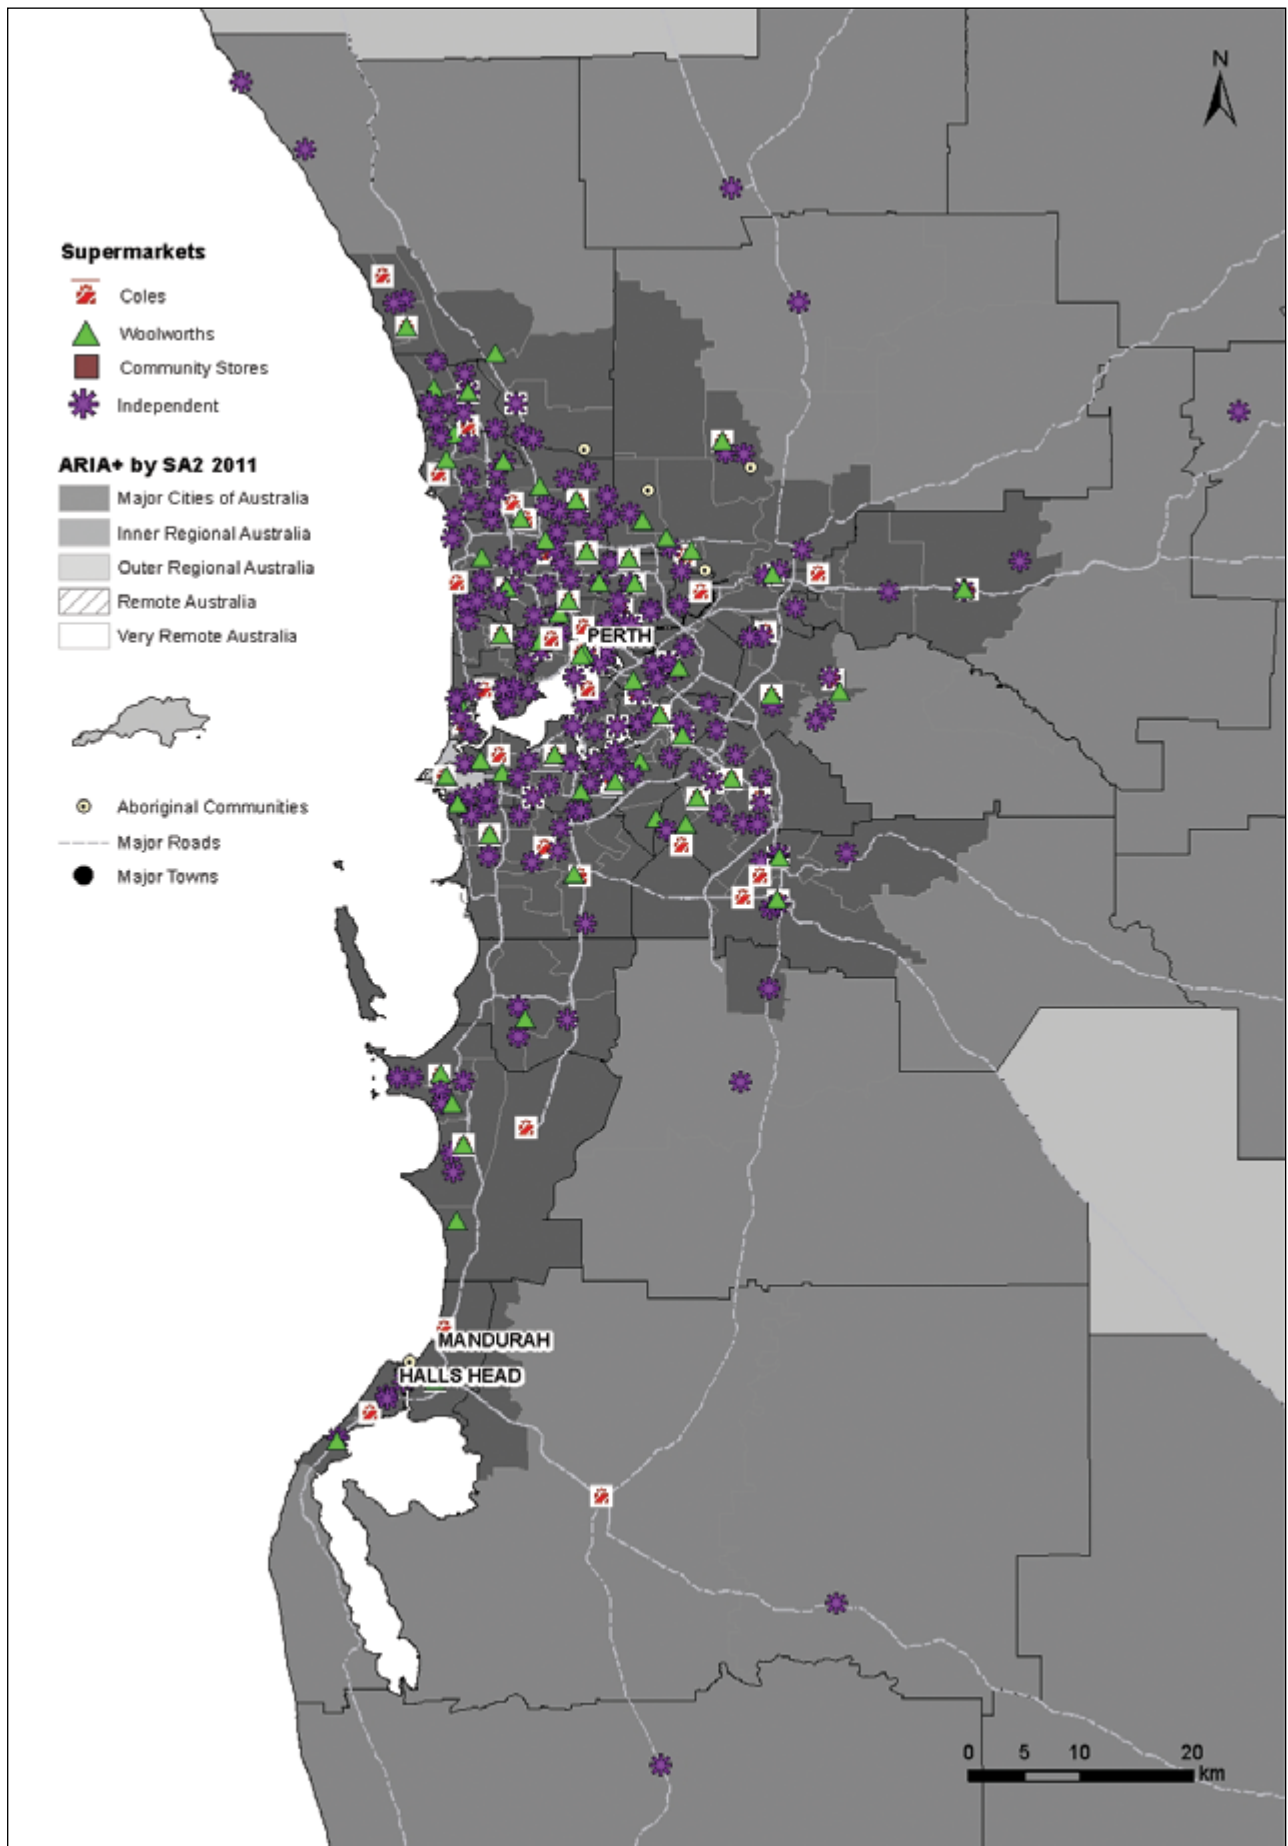 N
Supermarkets
Coles
Woolworths
Community Stores
Independent
ARIA+ by SA2 2011
Major Cities of Australia
Inner Regional Australia
Outer Regional Australia
Remote Australia
Very Remote Australia
Aboriginal Communities
Major Roads
Major Towns
PERTH
MANDURAH
HALLS HEAD
0 5 10 20
km